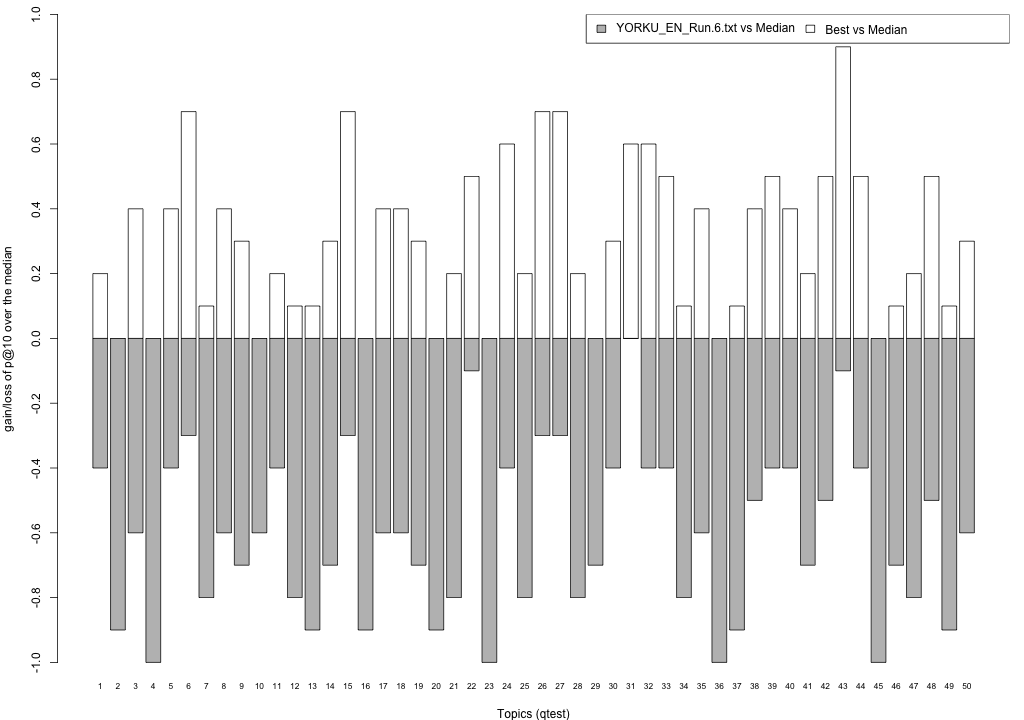 YORKU_EN_Run.6.txt vs Median Best vs Median
1.0
0.8
0.6
0.4
0.2
0.0
-0.2
-0.4
-0.6
-0.8
-1.0
gain/loss of p@10 over the median
1 2 3 4 5 6 7 8 9 10 11 12 13 14 15 16 17 18 19 20 21 22 23 24 25 26 27 28 29 30 31 32 33 34 35 36 37 38 39 40 41 42 43 44 45 46 47 48 49 50
Topics (qtest)